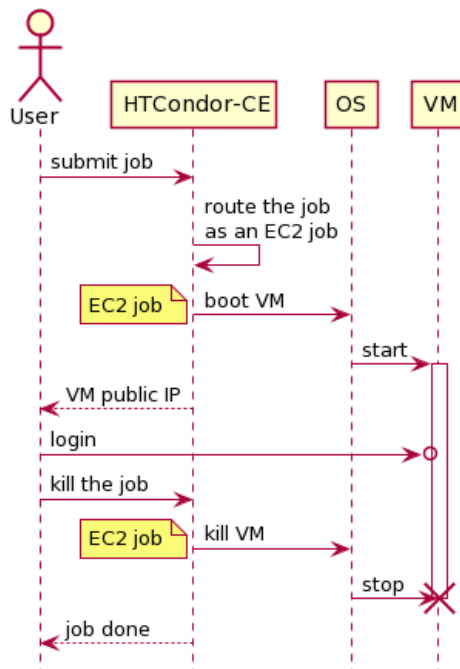 User
HTCondor-CE
OS
VM
submit job
route the job
as an EC2 job
EC2 job
boot VM
start
VM public IP
login
kill the job
EC2 job
kill VM
stop
job done